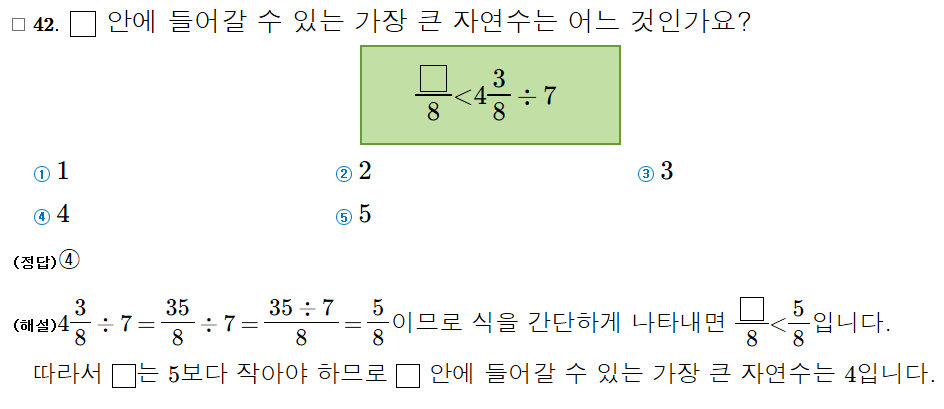 □ 42. □ 안에 들어갈 수 있는 가장 큰 자연수는 어느 것인가요?
□/8 < 4 3/8 ÷ 7
① 1 ② 2 ③ 3
④ 4 ⑤ 5
(정답)④
(해설)4 3/8 ÷ 7 = 35/8 ÷ 7 = (35 ÷ 7)/8 = 5/8 이므로 식을 간단하게 나타내면 □/8 < 5/8 입니다.
따라서 □는 5보다 작아야 하므로 □ 안에 들어갈 수 있는 가장 큰 자연수는 4입니다.